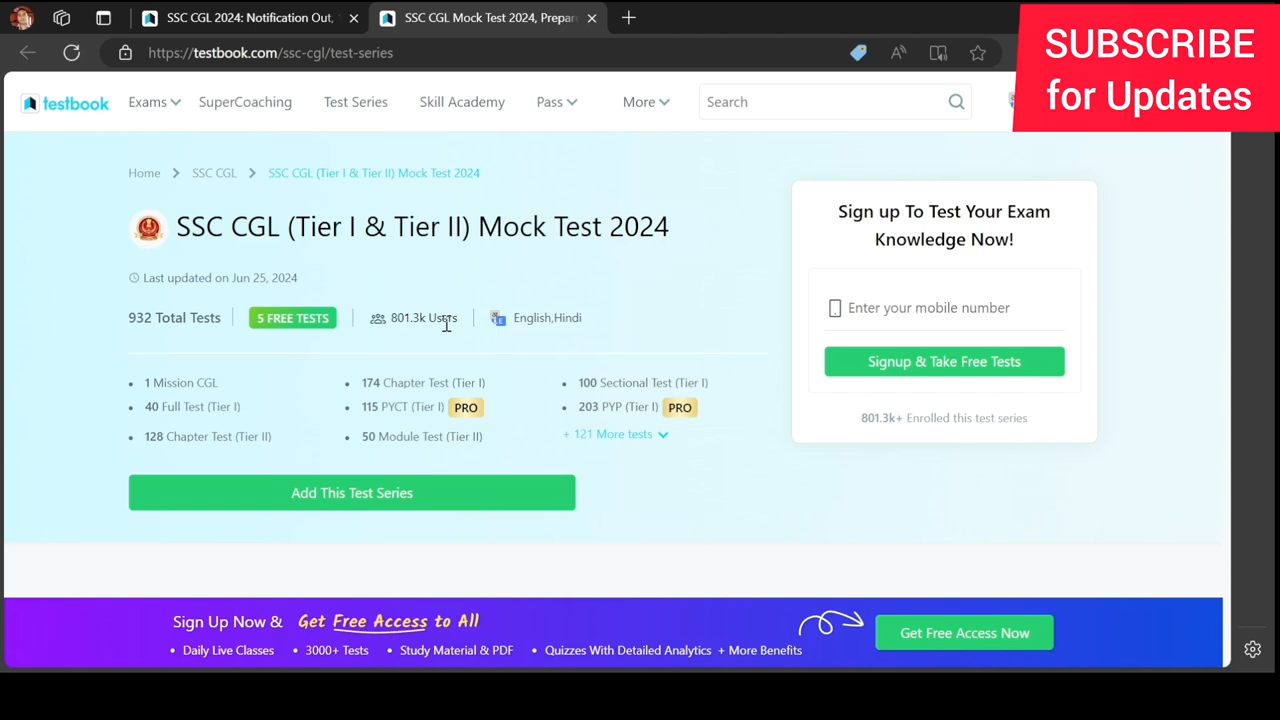 SSC CGL 2024: Notification Out,
SSC CGL Mock Test 2024, Prepar
SUBSCRIBE
for Updates
https://testbook.com/ssc-cgl/test-series
testbook
Exams
SuperCoaching
Test Series
Skill Academy
Pass
More
Search
Home
SSC CGL
SSC CGL (Tier I & Tier II) Mock Test 2024
SSC CGL (Tier I & Tier II) Mock Test 2024
Last updated on Jun 25, 2024
932 Total Tests
5 FREE TESTS
801.3k Users
English,Hindi
• 1 Mission CGL
• 174 Chapter Test (Tier I)
• 100 Sectional Test (Tier I)
• 40 Full Test (Tier I)
• 115 PYCT (Tier I) PRO
• 203 PYP (Tier I) PRO
• 128 Chapter Test (Tier II)
• 50 Module Test (Tier II)
+ 121 More tests
Add This Test Series
Sign up To Test Your Exam
Knowledge Now!
Enter your mobile number
Signup & Take Free Tests
801.3k+ Enrolled this test series
Sign Up Now & Get Free Access to All
• Daily Live Classes • 3000+ Tests • Study Material & PDF • Quizzes With Detailed Analytics + More Benefits
Get Free Access Now